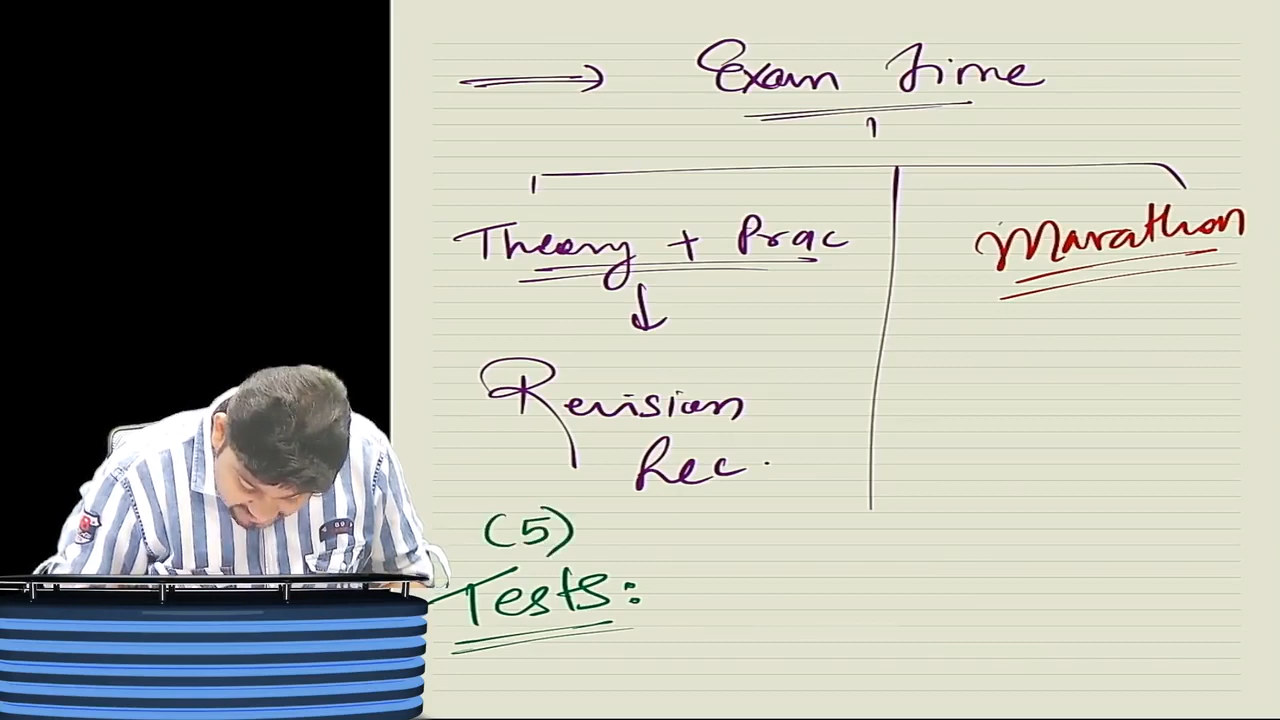 Exam Time
Theory + Prac
Marathon
Revision
Rec.
(5)
Tests: